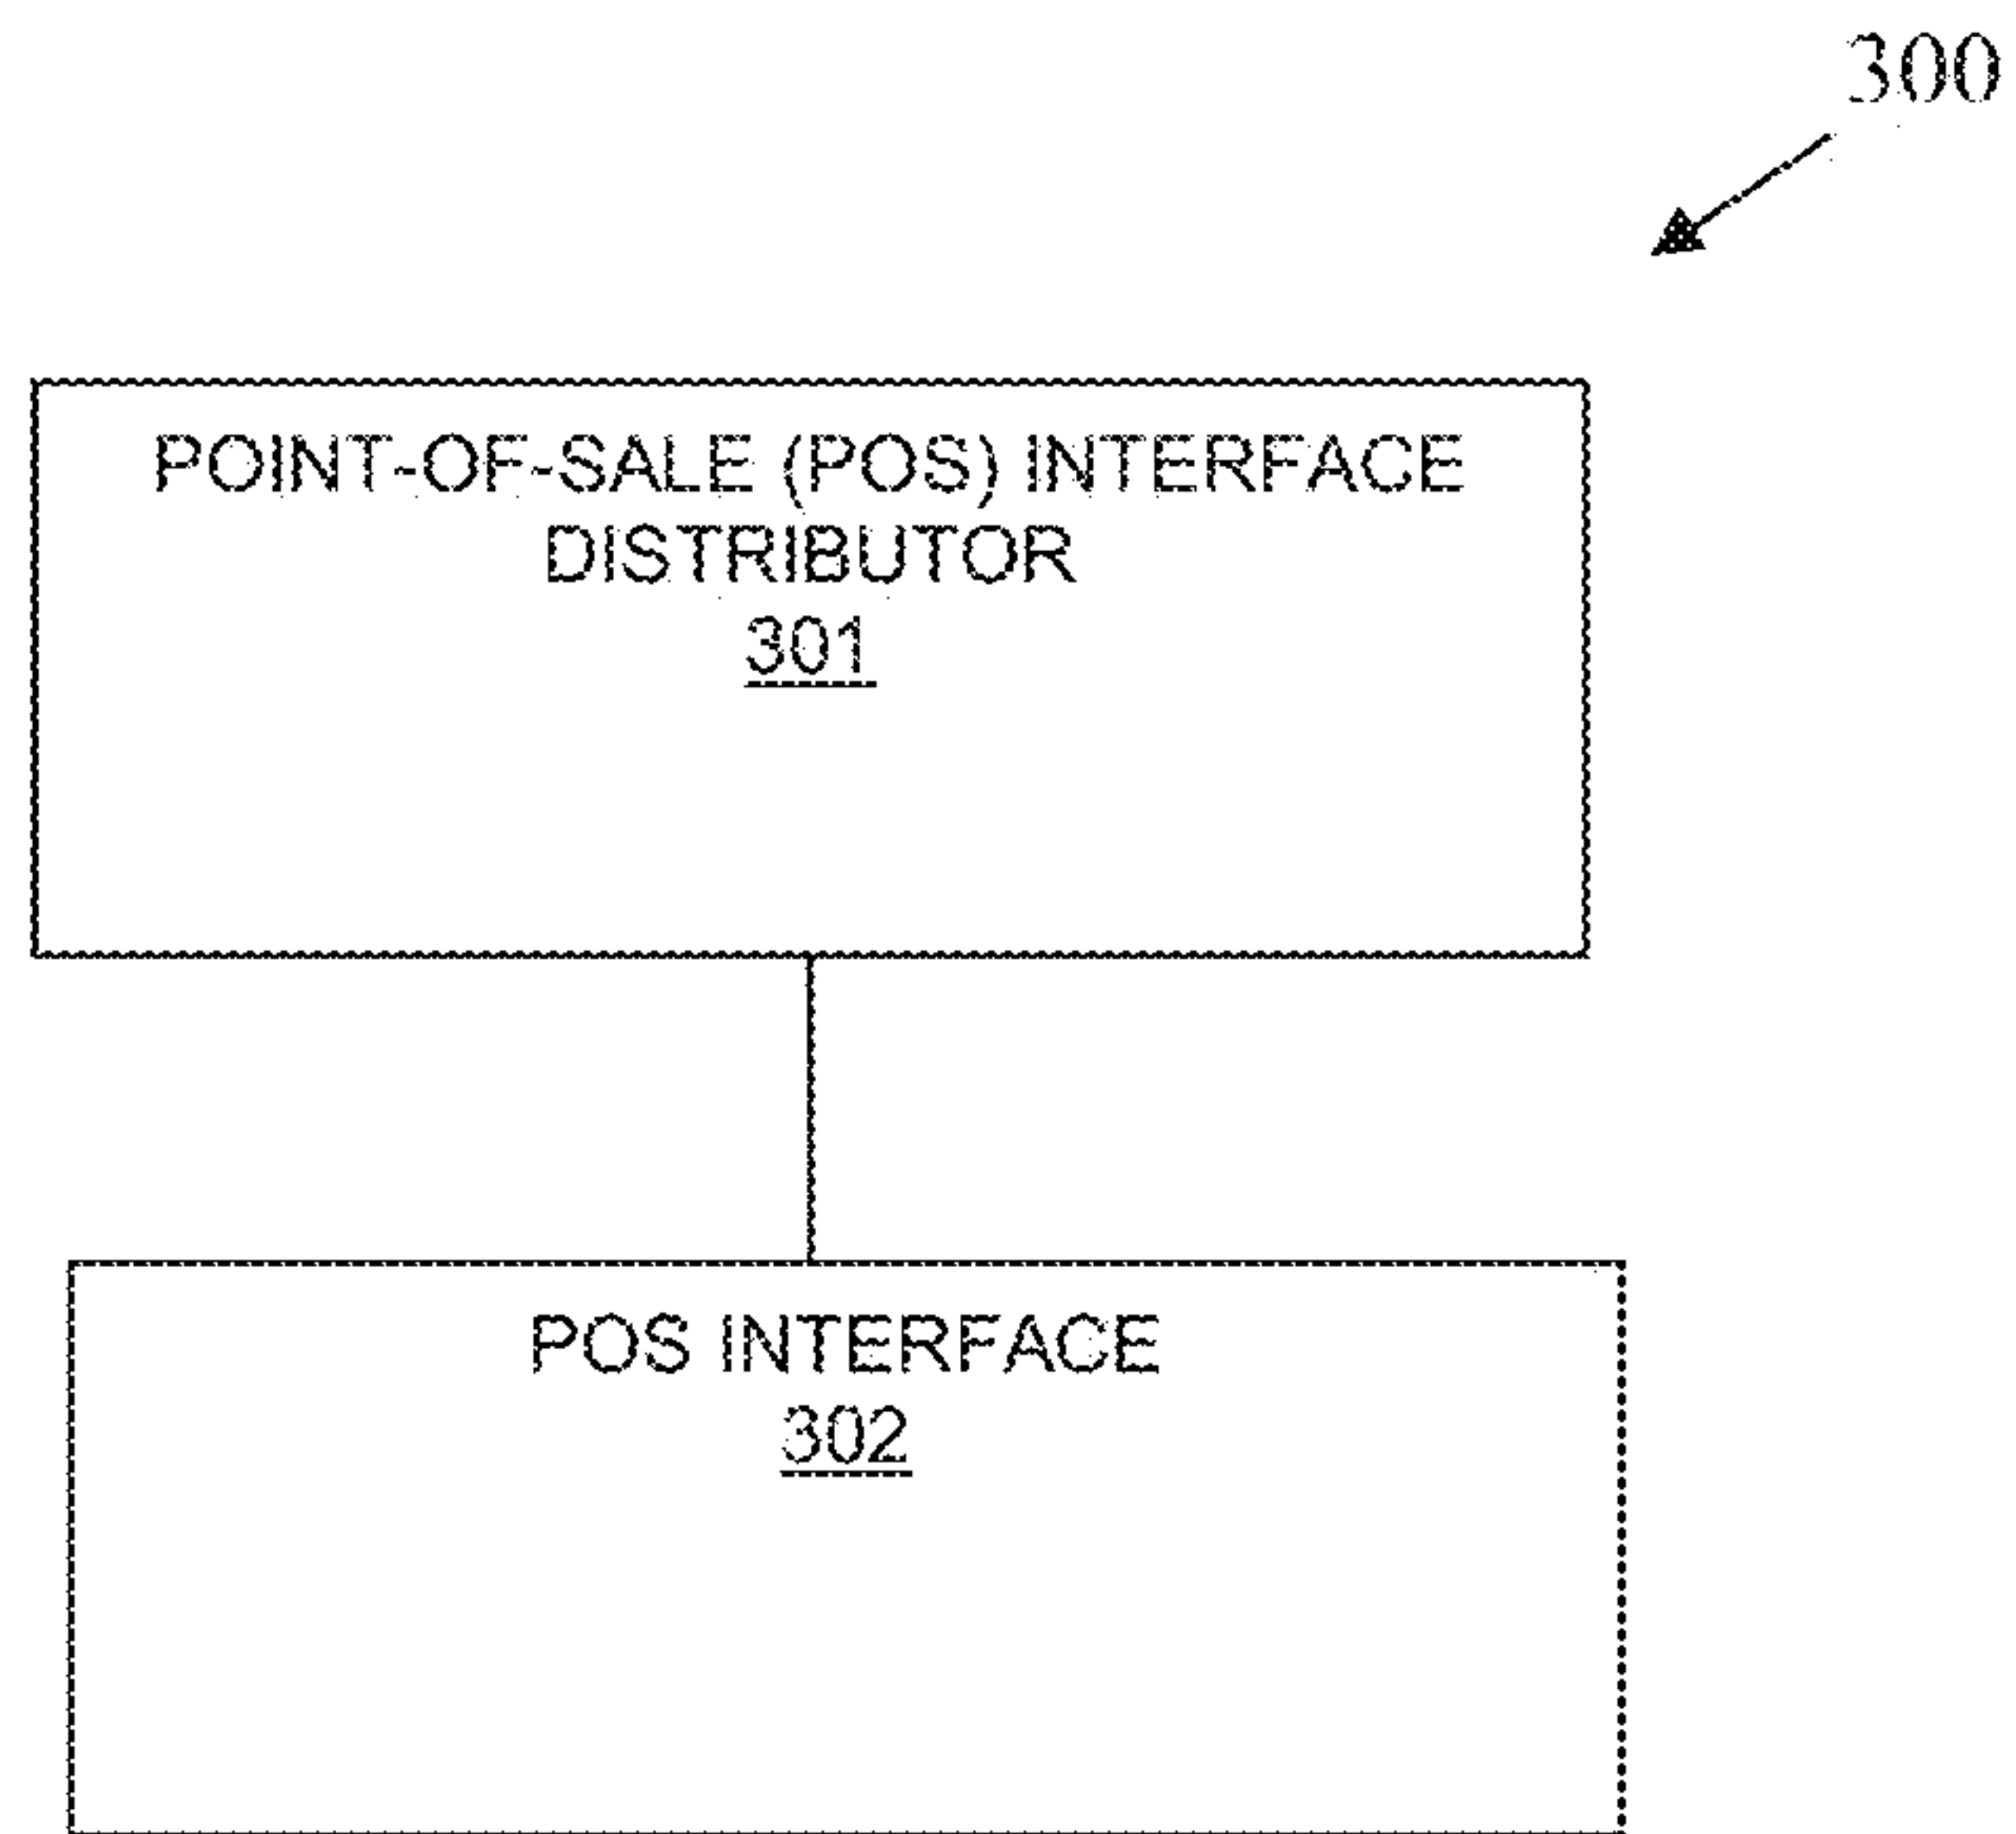 300
POINT-OF-SALE (POS) INTERFACE
DISTRIBUTOR
301
POS INTERFACE
302